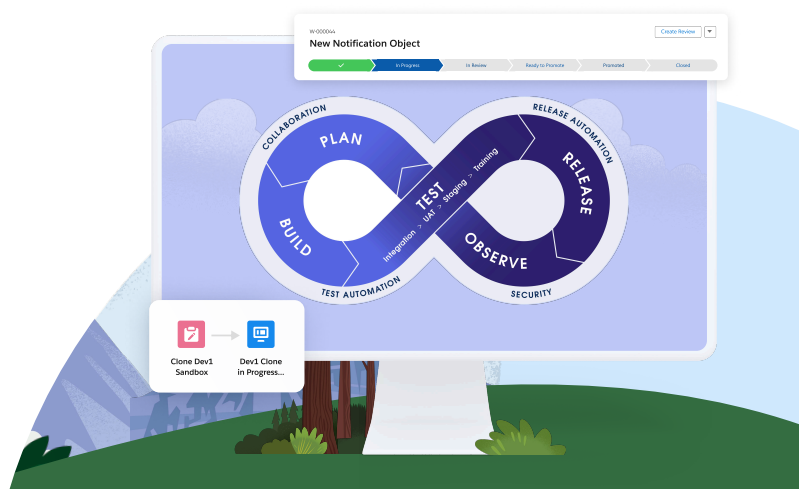 W-000044
Create Review
New Notification Object
In Progress
In Review
Ready to Promote
Promoted
Closed
COLLABORATION
RELEASE AUTOMATION
PLAN
TEST
Integration > UAT > Staging > Training
RELEASE
BUILD
OBSERVE
TEST AUTOMATION
SECURITY
Clone Dev1
Sandbox
Dev1 Clone
in Progress...